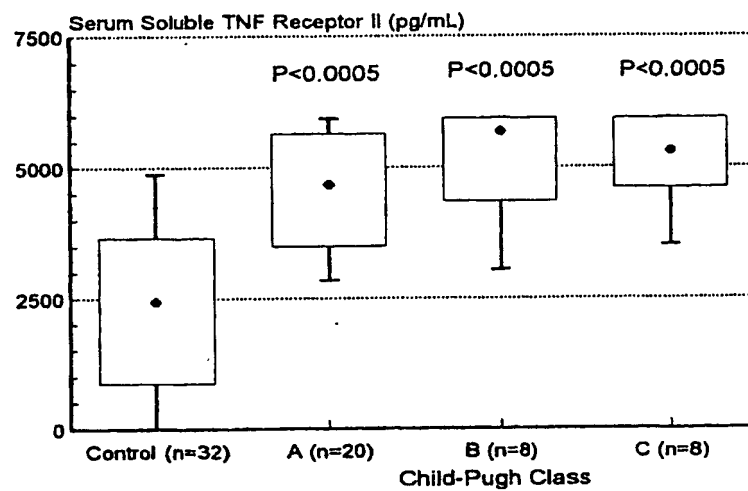 Serum Soluble TNF Receptor II (pg/mL)
7500
P<0.0005 P<0.0005 P<0.0005
5000
2500
0
Control (n=32) A (n=20) B (n=8) C (n=8)
Child-Pugh Class